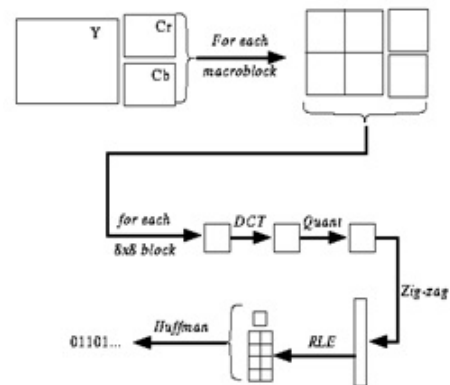 Y
Cr
Cb
For each
macroblock
for each
8x8 block
DCT
Quant
Zig-zag
RLE
Huffman
01101...